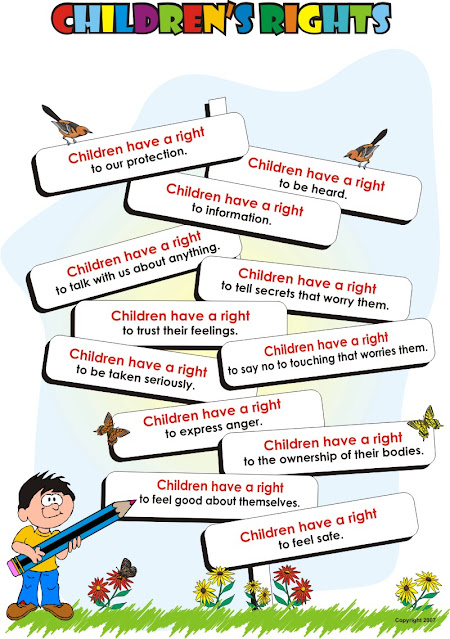 CHILDREN'S RIGHTS
Children have a right
to our protection.
Children have a right
to be heard.
Children have a right
to information.
Children have a right
to talk with us about anything.
Children have a right
to tell secrets that worry them.
Children have a right
to trust their feelings.
Children have a right
to say no to touching that worries them.
Children have a right
to be taken seriously.
Children have a right
to express anger.
Children have a right
to the ownership of their bodies.
Children have a right
to feel good about themselves.
Children have a right
to feel safe.
Copyright 2007